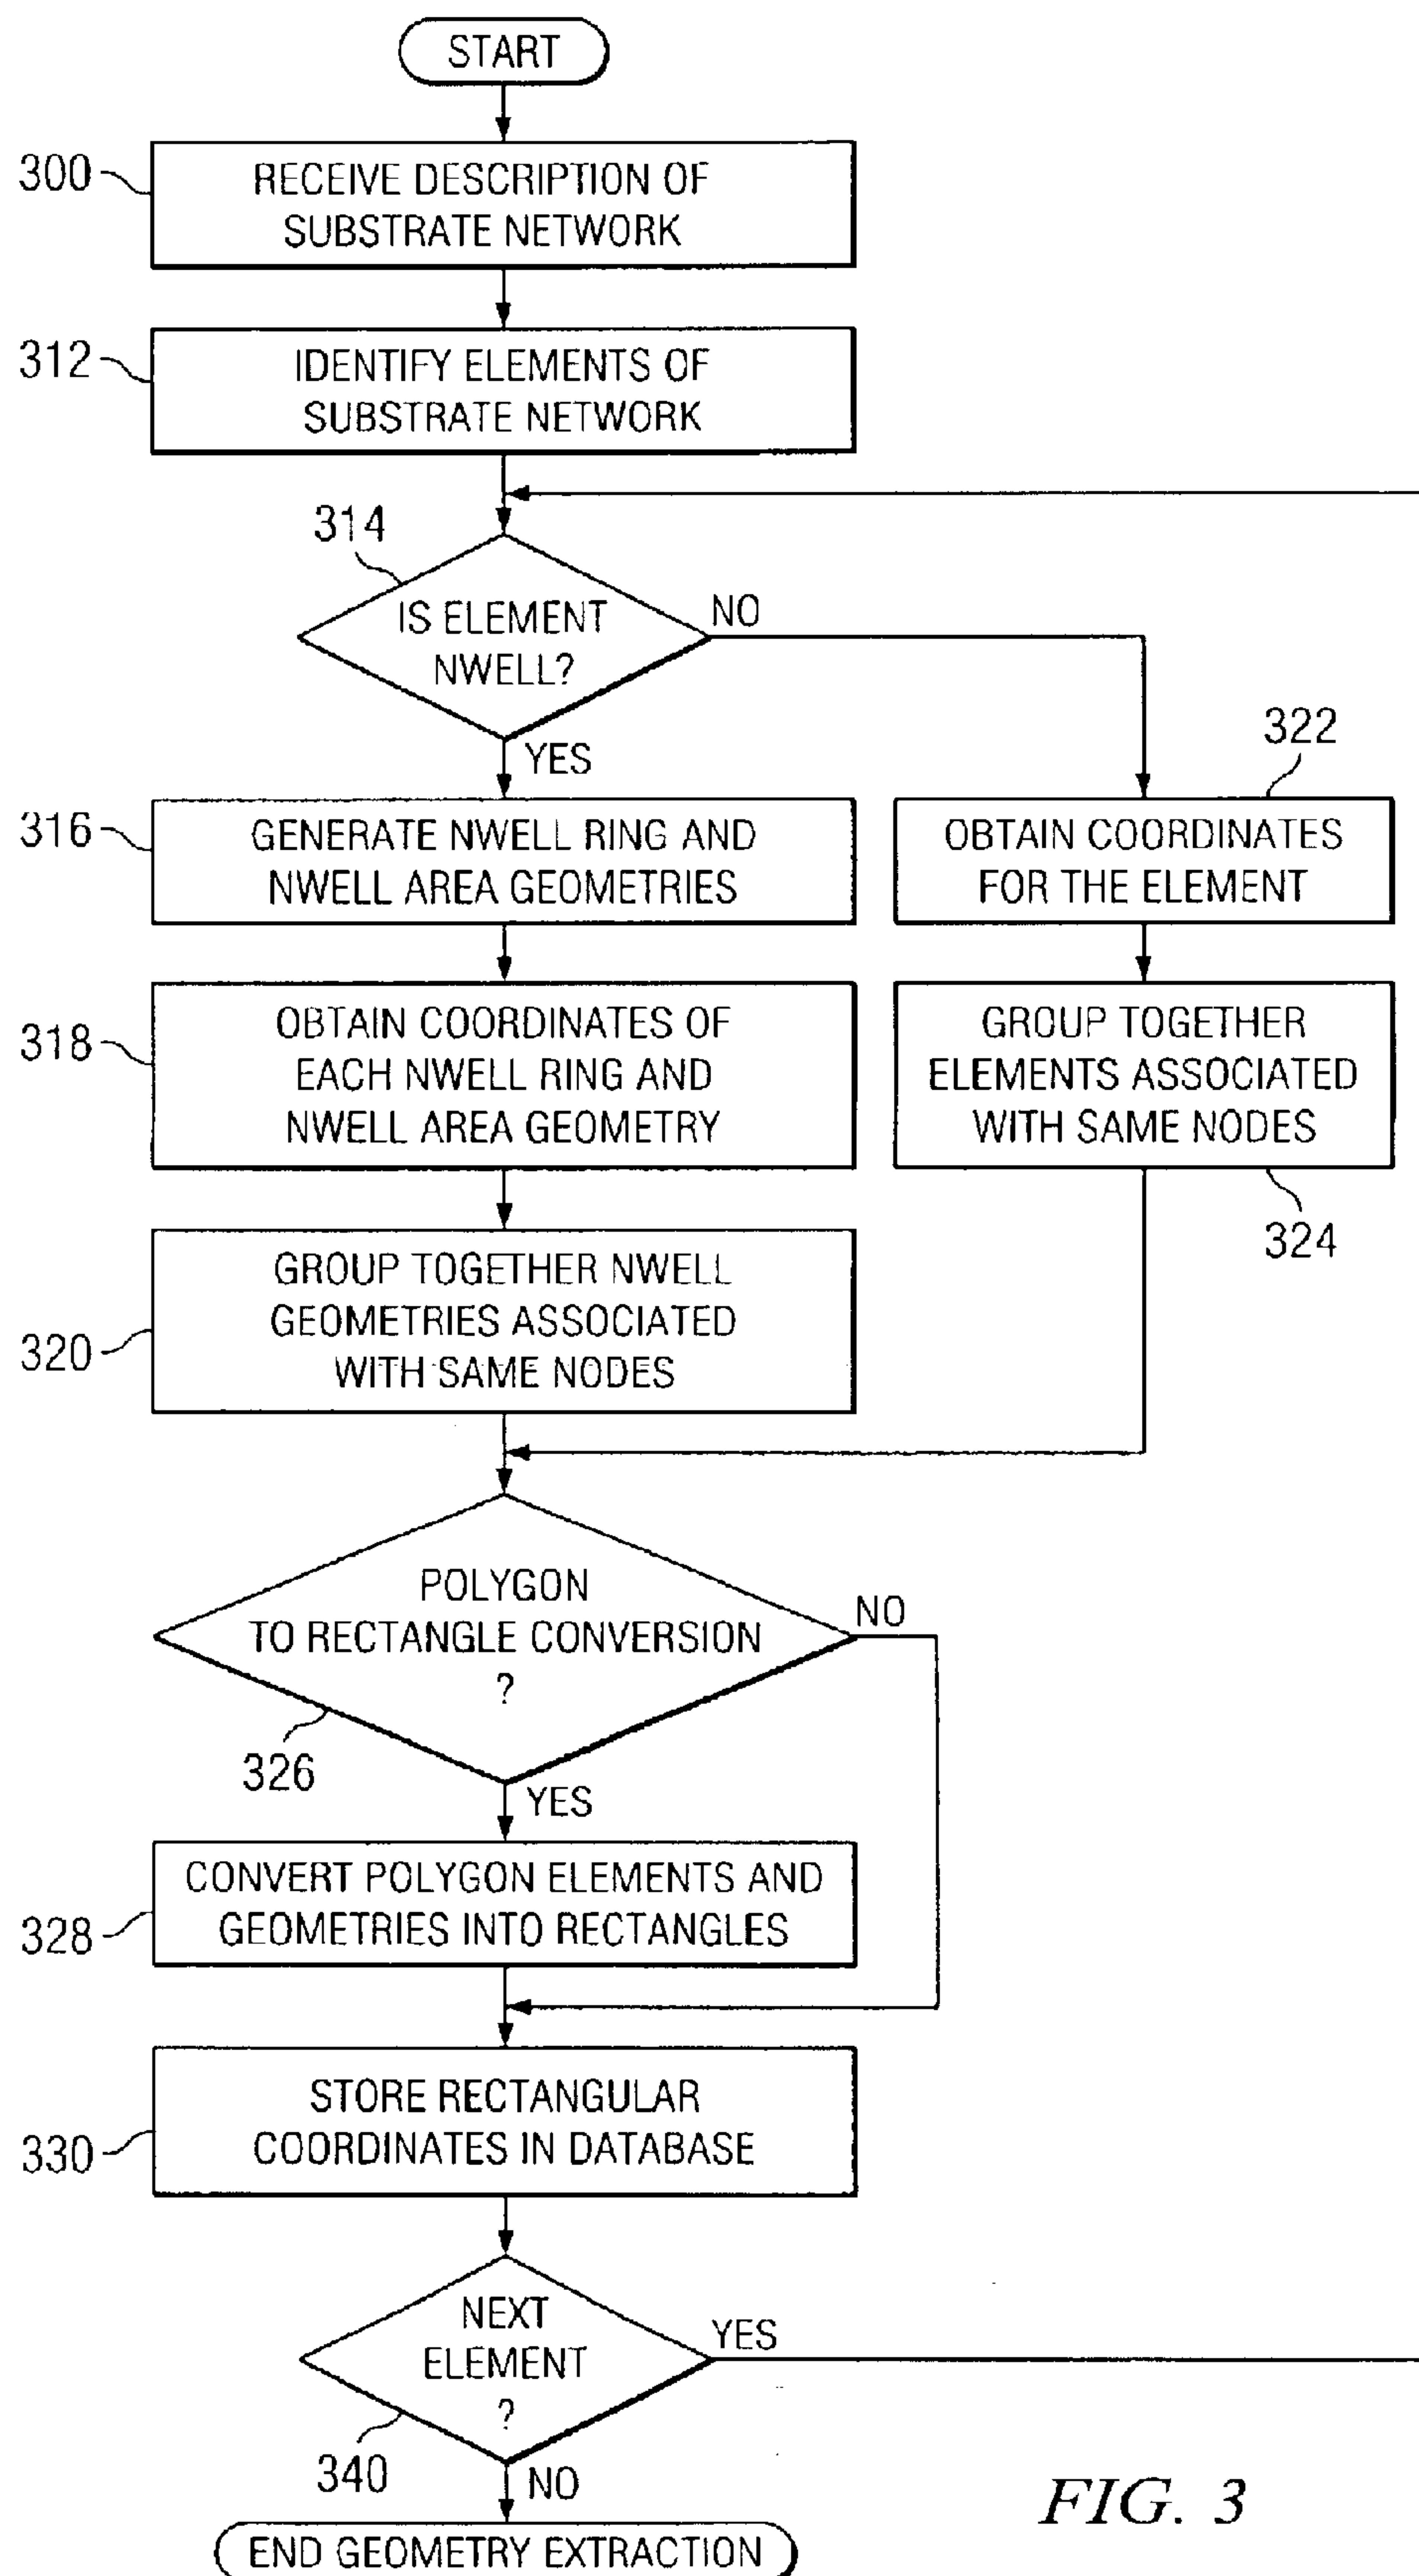 START
300
RECEIVE DESCRIPTION OF
SUBSTRATE NETWORK
312
IDENTIFY ELEMENTS OF
SUBSTRATE NETWORK
314
IS ELEMENT
NWELL?
NO
YES
316
GENERATE NWELL RING AND
NWELL AREA GEOMETRIES
322
OBTAIN COORDINATES
FOR THE ELEMENT
318
OBTAIN COORDINATES OF
EACH NWELL RING AND
NWELL AREA GEOMETRY
GROUP TOGETHER
ELEMENTS ASSOCIATED
WITH SAME NODES
324
320
GROUP TOGETHER NWELL
GEOMETRIES ASSOCIATED
WITH SAME NODES
POLYGON
TO RECTANGLE CONVERSION
?
NO
326
YES
328
CONVERT POLYGON ELEMENTS AND
GEOMETRIES INTO RECTANGLES
330
STORE RECTANGULAR
COORDINATES IN DATABASE
NEXT
ELEMENT
?
YES
340
NO
END GEOMETRY EXTRACTION
FIG. 3